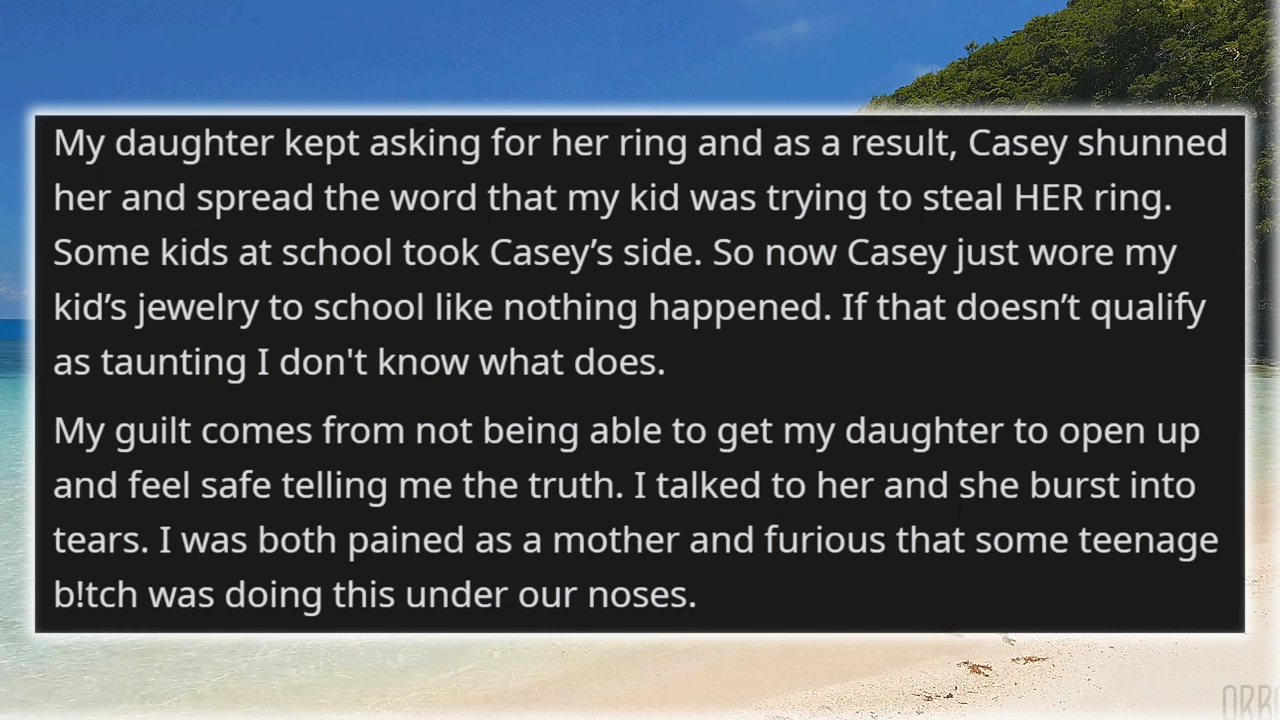 My daughter kept asking for her ring and as a result, Casey shunned
her and spread the word that my kid was trying to steal HER ring.
Some kids at school took Casey’s side. So now Casey just wore my
kid’s jewelry to school like nothing happened. If that doesn’t qualify
as taunting I don't know what does.
My guilt comes from not being able to get my daughter to open up
and feel safe telling me the truth. I talked to her and she burst into
tears. I was both pained as a mother and furious that some teenage
b!tch was doing this under our noses.